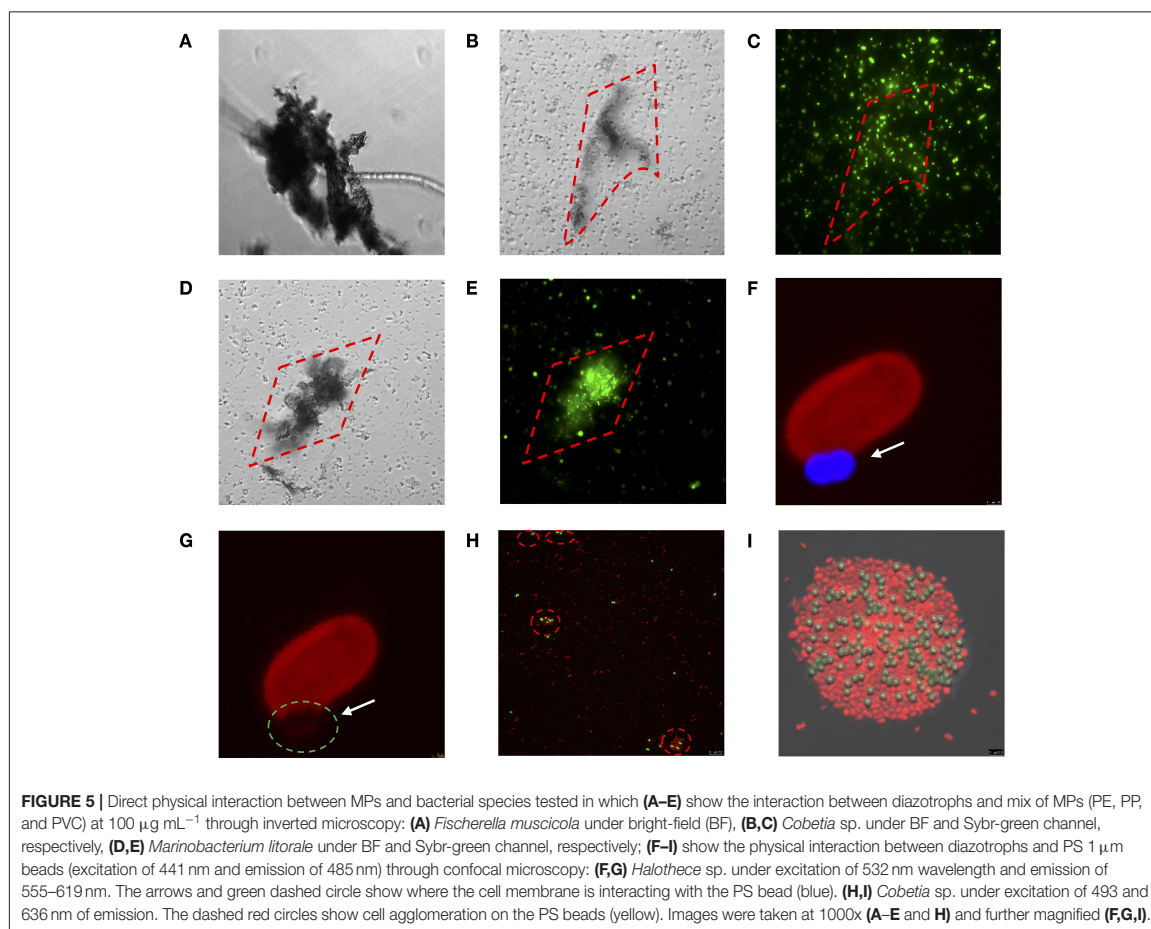 A
B
C
D
E
F
G
H
I
FIGURE 5 | Direct physical interaction between MPs and bacterial species tested in which (A–E) show the interaction between diazotrophs and mix of MPs (PE, PP,
and PVC) at 100 μg mL−1 through inverted microscopy: (A) Fischerella muscicola under bright-field (BF), (B,C) Cobetia sp. under BF and Sybr-green channel,
respectively, (D,E) Marinobacterium litorale under BF and Sybr-green channel, respectively; (F–I) show the physical interaction between diazotrophs and PS 1 μm
beads (excitation of 441 nm and emission of 485 nm) through confocal microscopy: (F,G) Halothece sp. under excitation of 532 nm wavelength and emission of
555–619 nm. The arrows and green dashed circle show where the cell membrane is interacting with the PS bead (blue). (H,I) Cobetia sp. under excitation of 493 and
636 nm of emission. The dashed red circles show cell agglomeration on the PS beads (yellow). Images were taken at 1000x (A–E and H) and further magnified (F,G,I).